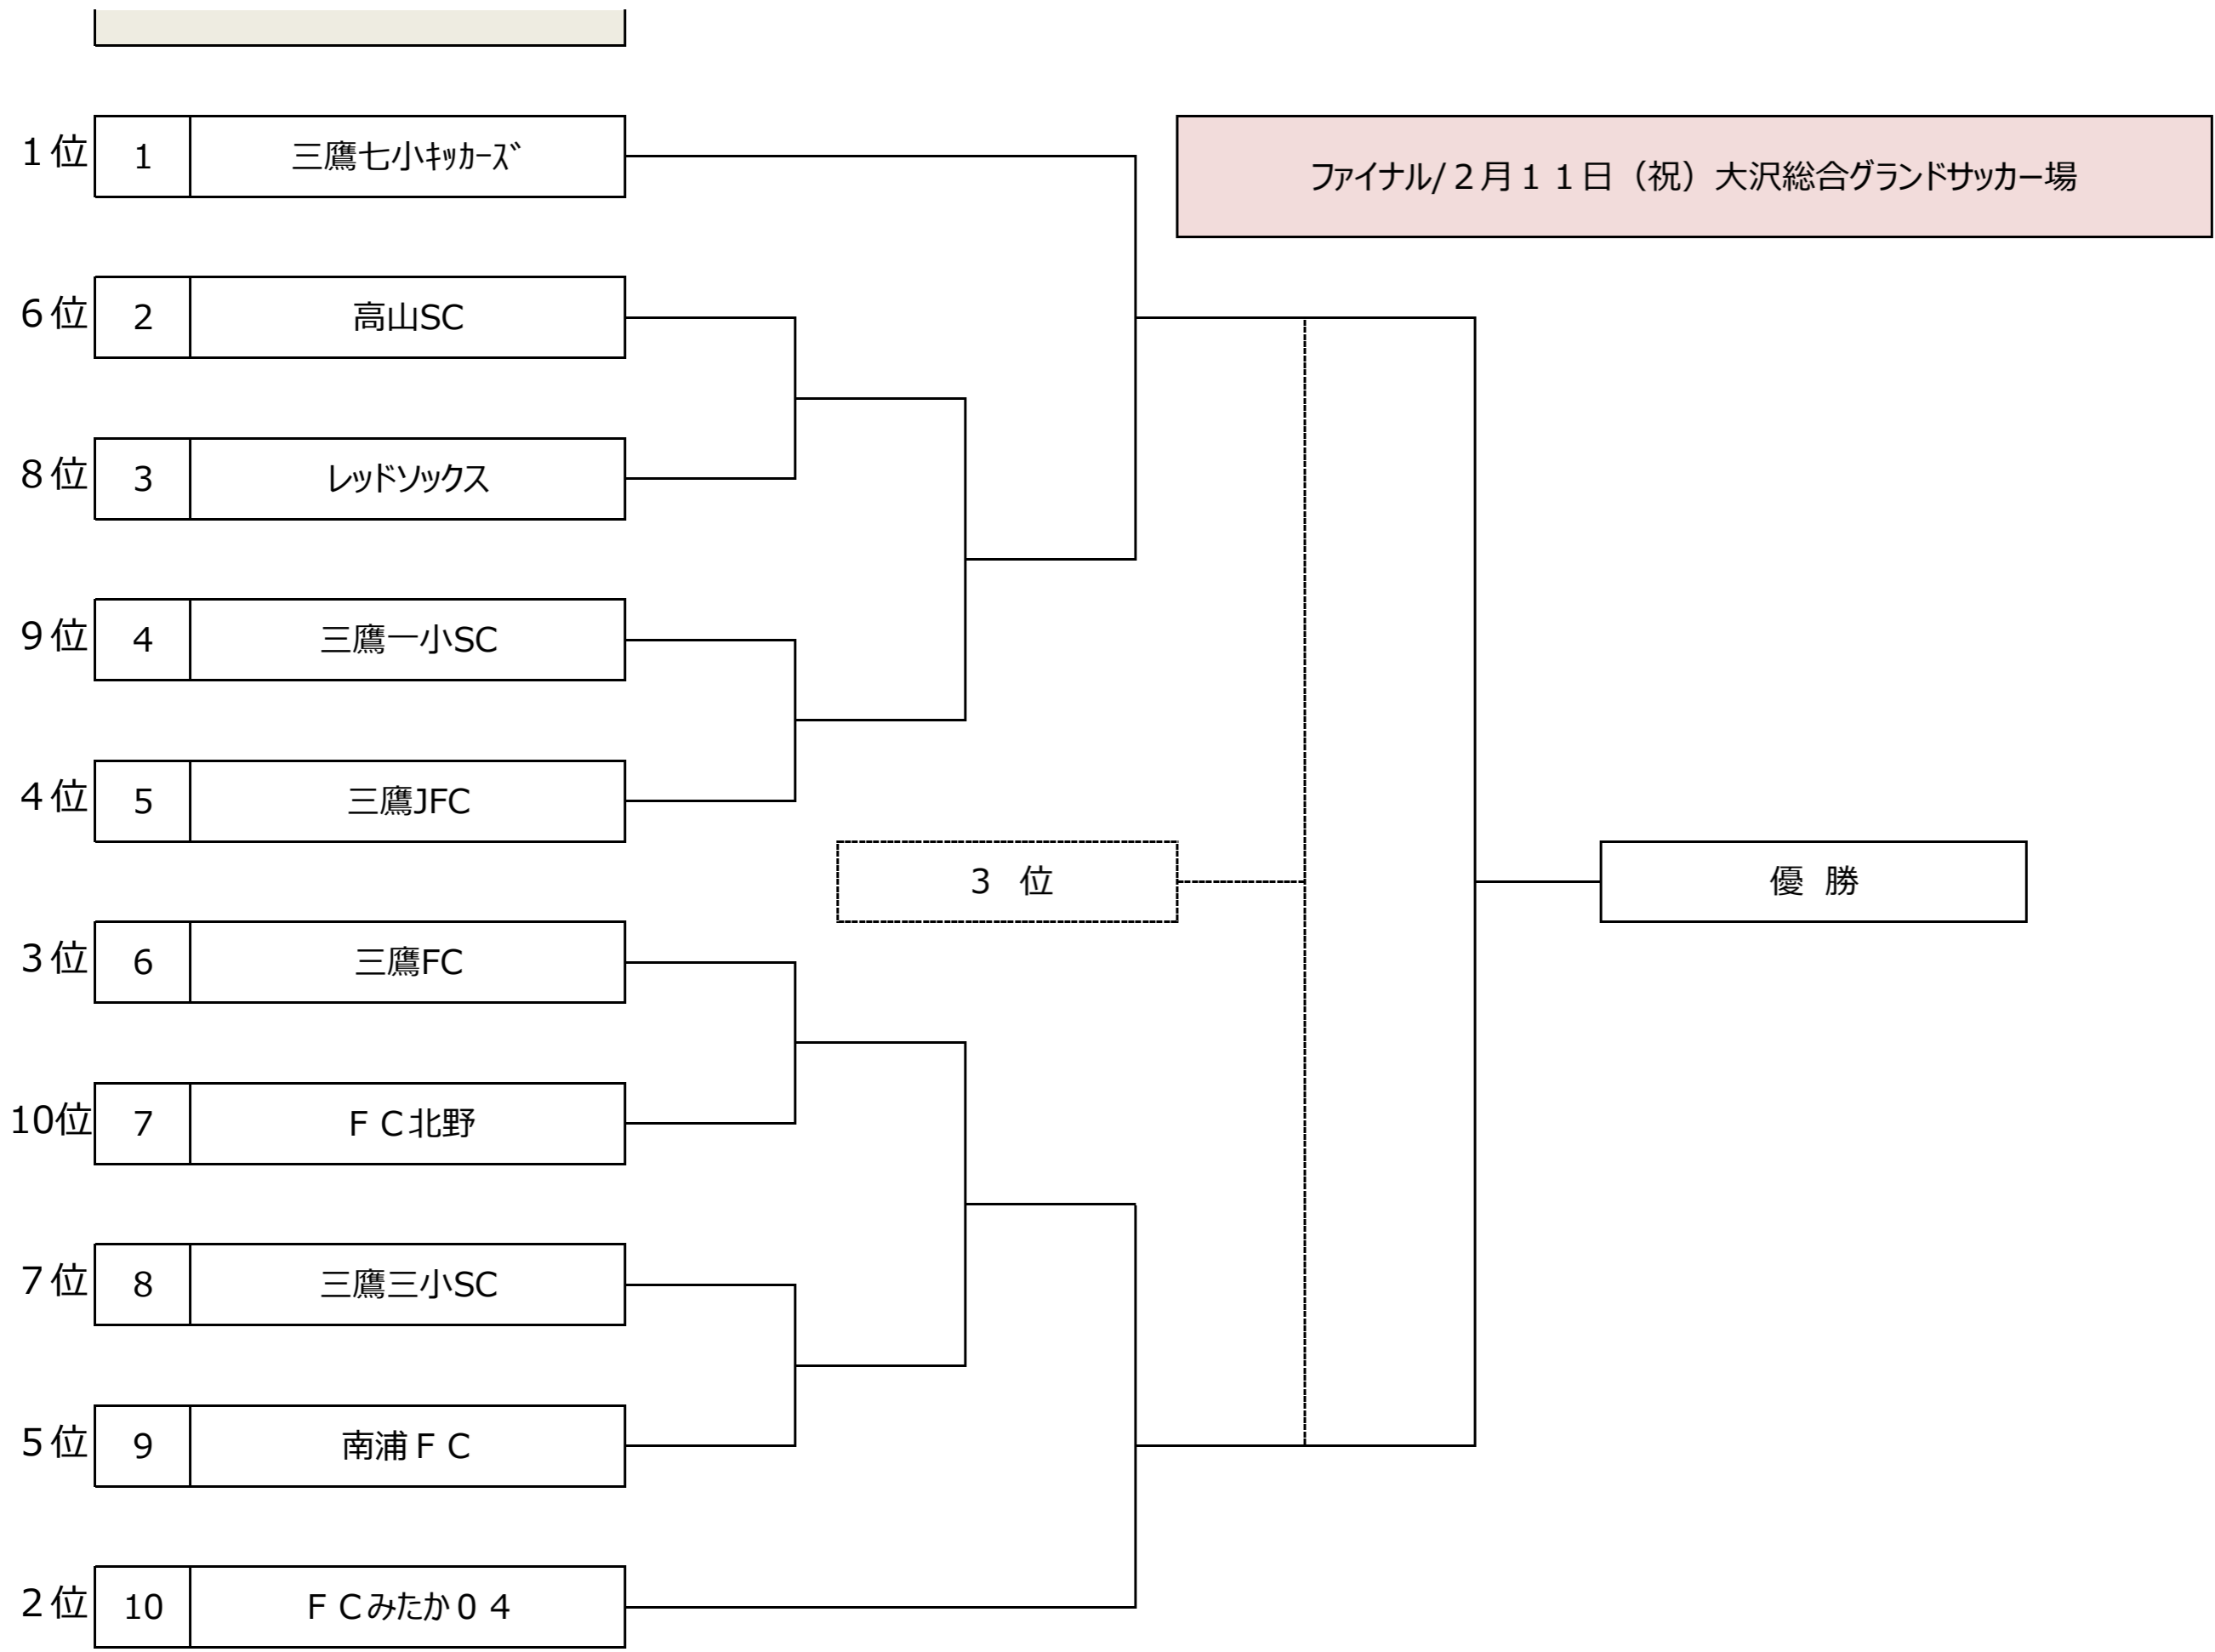 1位 1 三鷹七小ｷｯｶｰｽﾞ
ファイナル/２月１１日（祝）大沢総合グランドサッカー場
6位 2 高山SC
8位 3 レッドソックス
9位 4 三鷹一小SC
4位 5 三鷹JFC
3 位
優 勝
3位 6 三鷹FC
10位 7 ＦＣ北野
7位 8 三鷹三小SC
5位 9 南浦ＦＣ
2位 10 ＦＣみたか０４